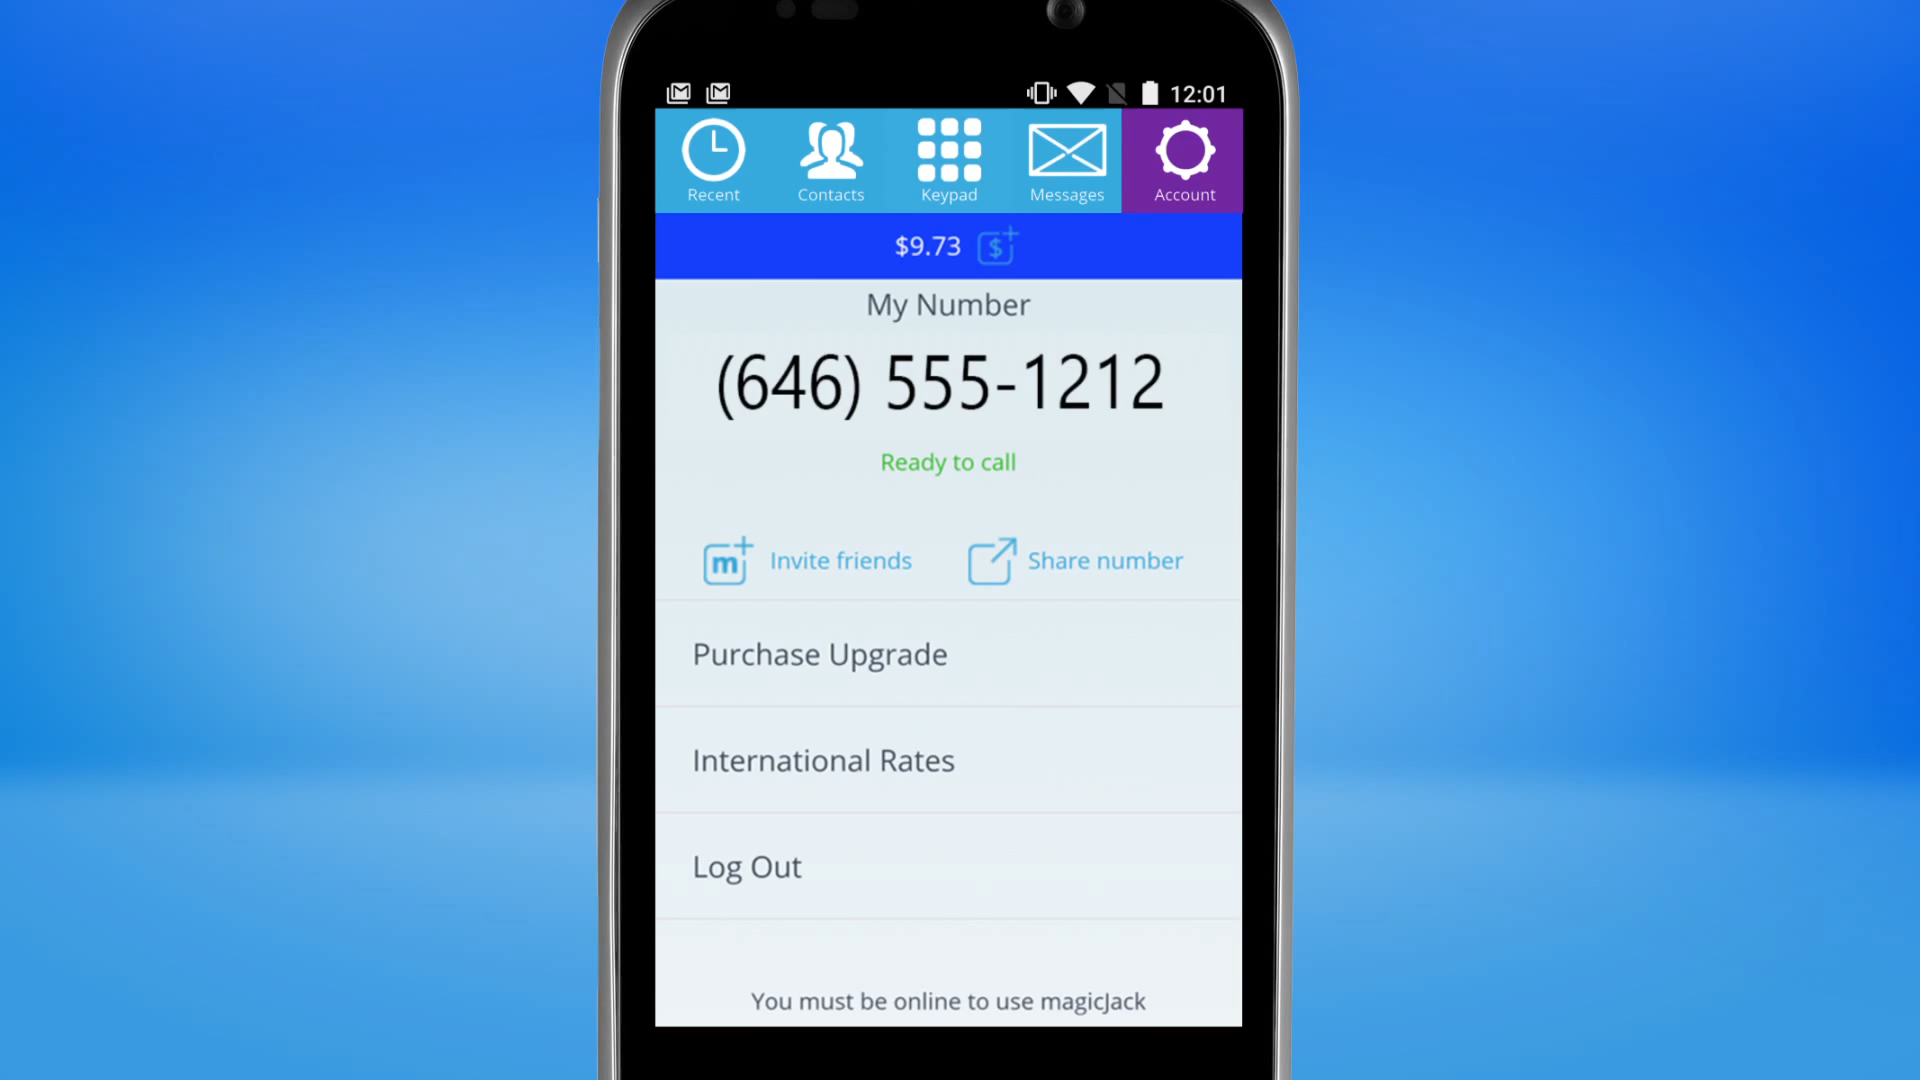 12:01
Recent Contacts Keypad Messages Account
$9.73 $
My Number
(646) 555-1212
Ready to call
m Invite friends Share number
Purchase Upgrade
International Rates
Log Out
You must be online to use magicJack